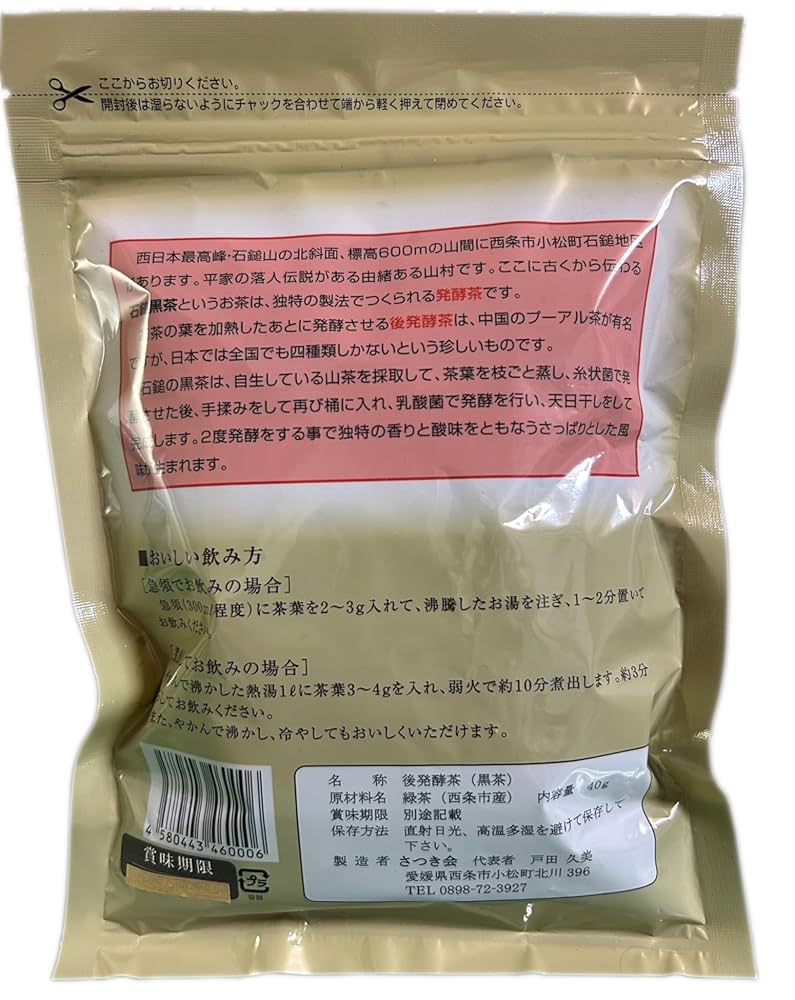 ここからお切りください。
開封後は湿らないようにチャックを合わせて端から軽く押えて閉めてください。
西日本最高峰・石鎚山の北斜面、標高600mの山間に西条市小松町石鎚地区
があります。平家の落人伝説がある由緒ある山村です。ここに古くから伝わる
石鎚黒茶というお茶は、独特の製法でつくられる発酵茶です。
お茶の葉を加熱したあとに発酵させる後発酵茶は、中国のプーアル茶が有名
ですが、日本では全国でも四種類しかないという珍しいものです。
石鎚の黒茶は、自生している山茶を採取して、茶葉を枝ごと蒸し、糸状菌で発
酵させた後、手揉みをして再び桶に入れ、乳酸菌で発酵を行い、天日干しをして
完成します。2度発酵をする事で独特の香りと酸味をともなうさっぱりとした風
味が生まれます。
■おいしい飲み方
［急須でお飲みの場合］
急須(300ml程度)に茶葉を2〜3g入れて、沸騰したお湯を注ぎ、1〜2分置いて
お飲みください。
てお飲みの場合］
んで沸かした熱湯1ℓに茶葉3〜4gを入れ、弱火で約10分煮出します。約3分
してお飲みください。
また、やかんで沸かし、冷やしてもおいしくいただけます。
名 称 後発酵茶（黒茶）
原材料名 緑茶（西条市産） 内容量 40g
賞味期限 別途記載
保存方法 直射日光、高温多湿を避けて保存して
下さい。
製造者 さつき会 代表者 戸田 久美
愛媛県西条市小松町北川 396
TEL 0898-72-3927
4 580443 460006
賞味期限
プラ